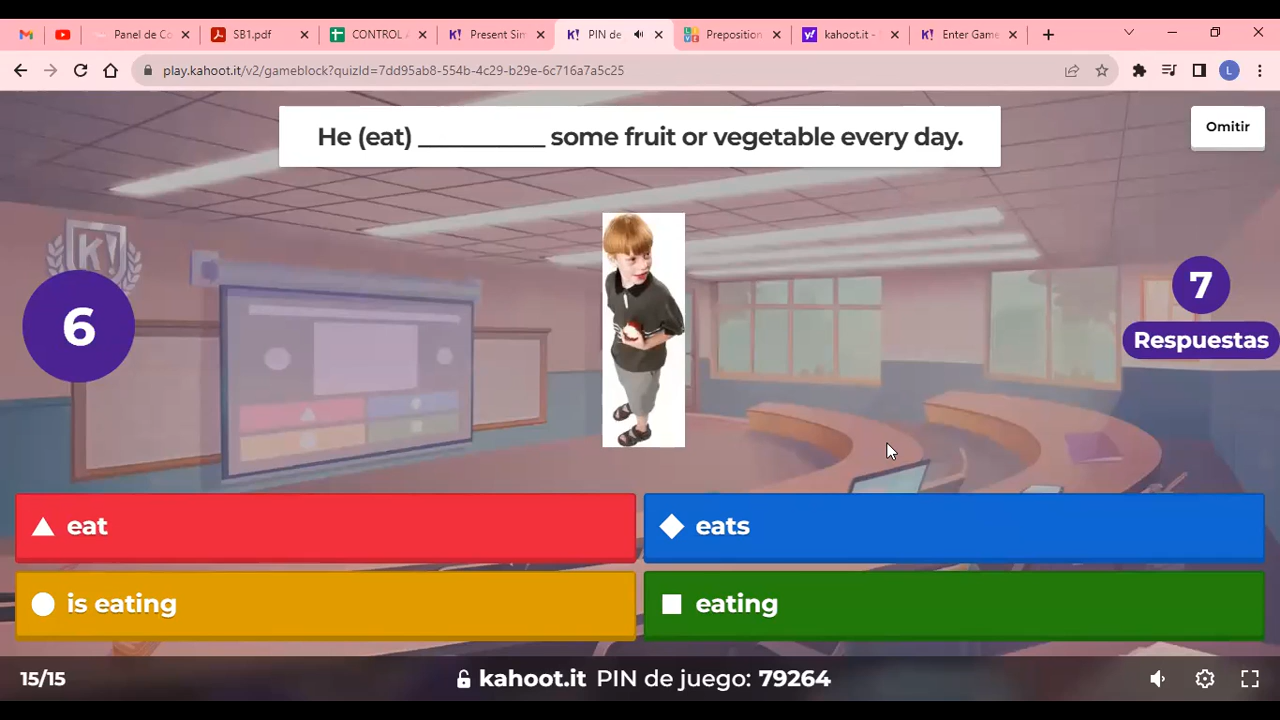 Panel de Co
SB1.pdf
CONTROL A
Present Sim
PIN de
Preposition
kahoot.it -
Enter Game
play.kahoot.it/v2/gameblock?quizId=7dd95ab8-554b-4c29-b29e-6c716a7a5c25
L
He (eat) __________ some fruit or vegetable every day.
Omitir
K!
6
7
Respuestas
eat
eats
is eating
eating
15/15
kahoot.it PIN de juego: 79264